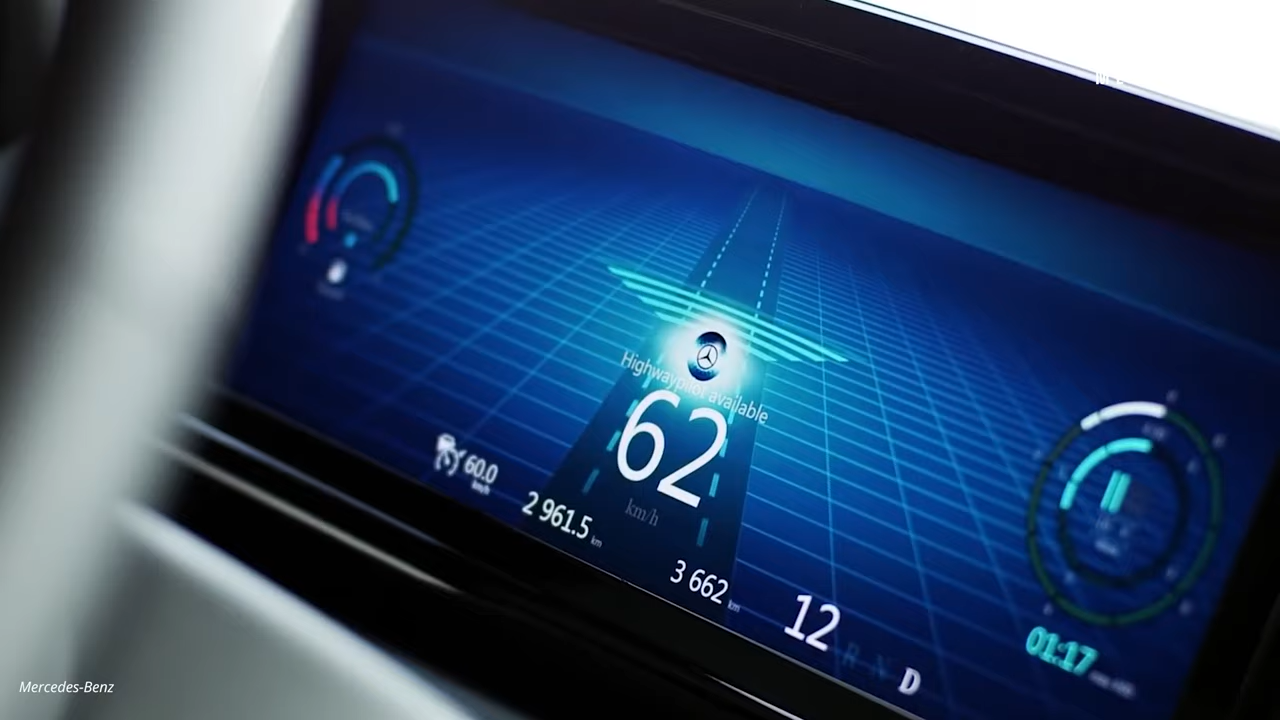 Highwaypilot available
62
km/h
60.0
km/h
2 961.5 km
3 662 km
12
R N D
01:17
Mercedes-Benz